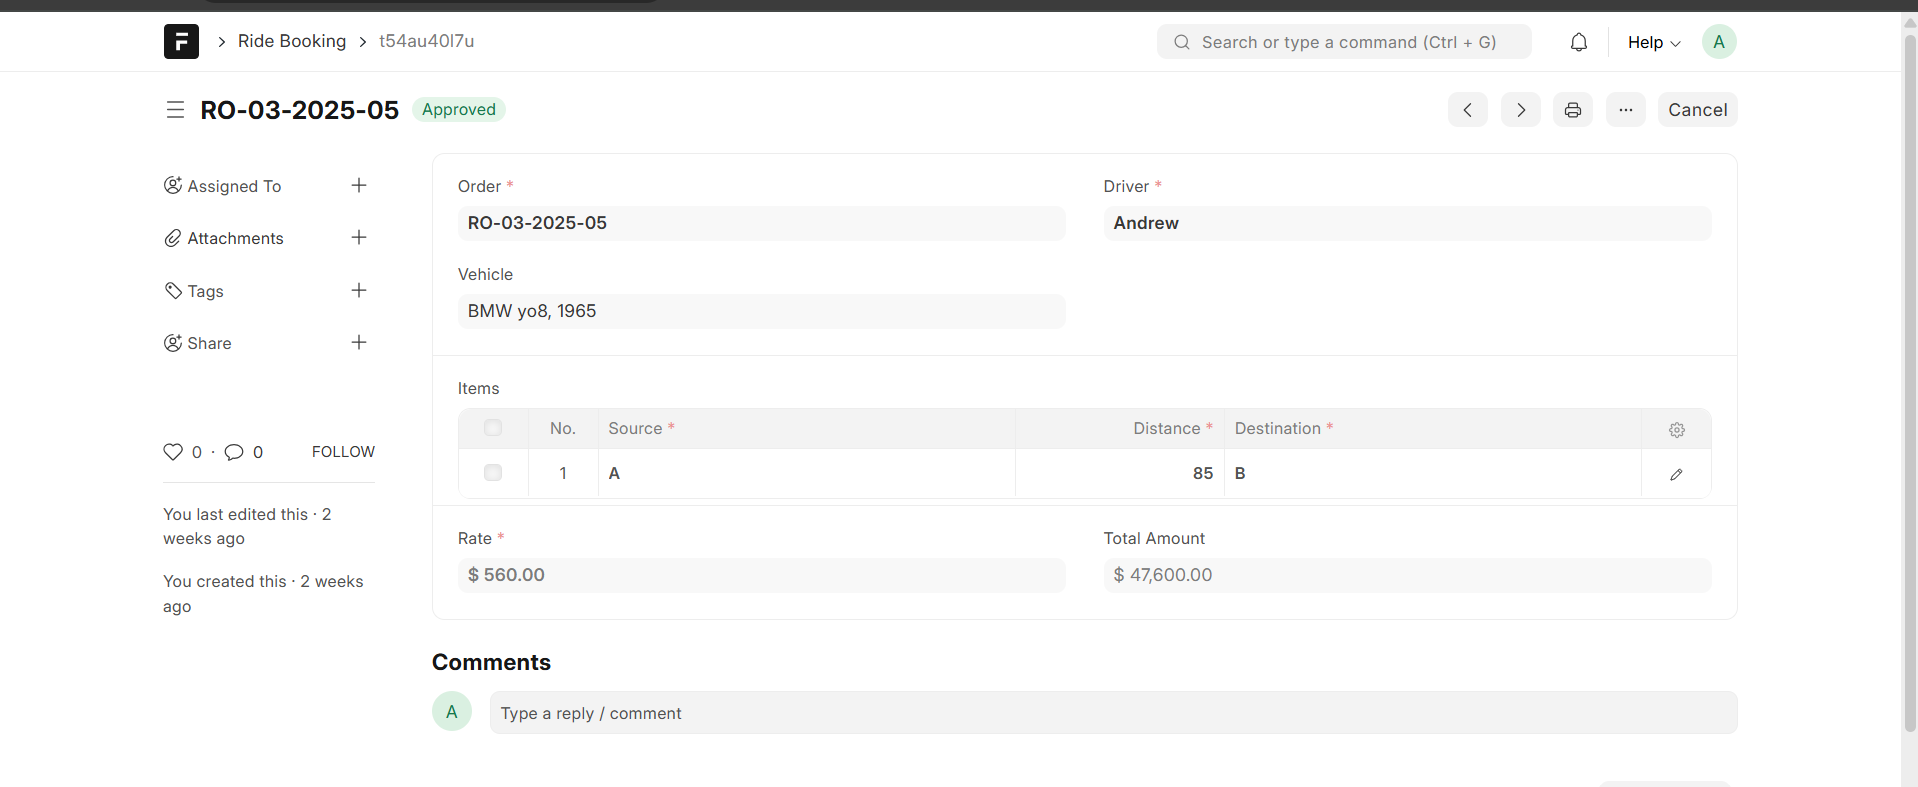 F Ride Booking t54au40l7u Search or type a command (Ctrl + G) Help A
RO-03-2025-05 Approved ... Cancel
Assigned To
Attachments
Tags
Share
0 · 0 FOLLOW
You last edited this · 2
weeks ago
You created this · 2 weeks
ago
Order * Driver *
RO-03-2025-05 Andrew
Vehicle
BMW yo8, 1965
Items
No. Source * Distance * Destination *
1 A 85 B
Rate * Total Amount
$ 560.00 $ 47,600.00
Comments
A Type a reply / comment